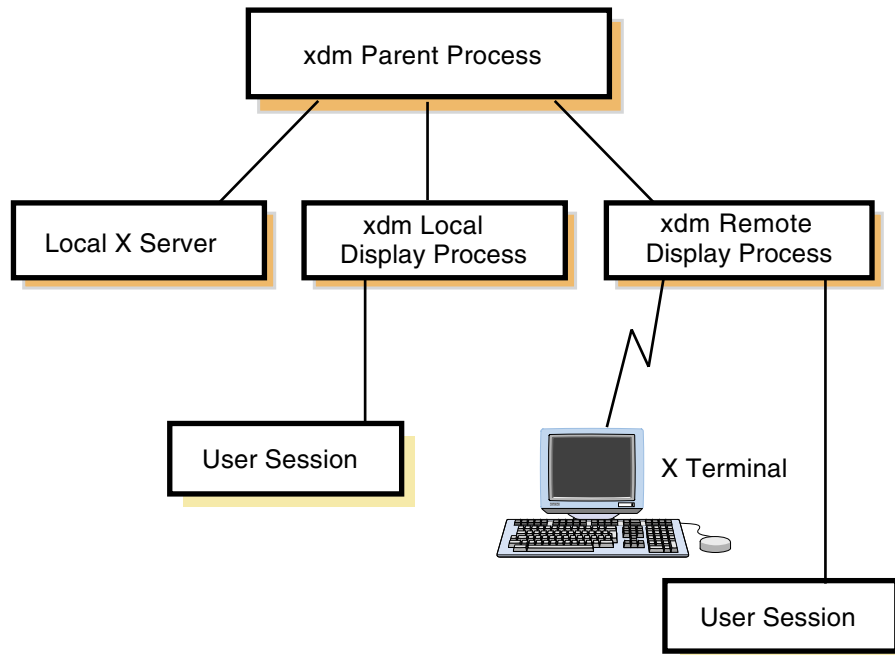 xdm Parent Process
Local X Server
xdm Local
Display Process
xdm Remote
Display Process
User Session
X Terminal
User Session